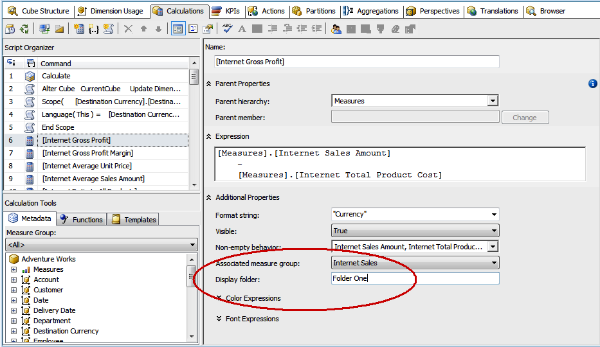 Cube Structure Dimension Usage Calculations KPIs Actions Partitions Aggregations Perspectives Translations Browser
Script Organizer
Command
1 Calculate
2 Alter Cube CurrentCube Update Dimen...
3 Scope( [Destination Currency].[Destina...
4 Language( This ) = [Destination Currenc...
5 End Scope
6 [Internet Gross Profit]
7 [Internet Gross Profit Margin]
8 [Internet Average Unit Price]
9 [Internet Average Sales Amount]
Calculation Tools
Metadata Functions Templates
Measure Group:
<All>
Adventure Works
Measures
Account
Customer
Date
Delivery Date
Department
Destination Currency
Employee
Name:
[Internet Gross Profit]
Parent Properties
Parent hierarchy: Measures
Parent member: Change
Expression
[Measures].[Internet Sales Amount]
-
[Measures].[Internet Total Product Cost]
Additional Properties
Format string: "Currency"
Visible: True
Non-empty behavior: Internet Sales Amount, Internet Total Produc...
Associated measure group: Internet Sales
Display folder: Folder One
Color Expressions
Font Expressions